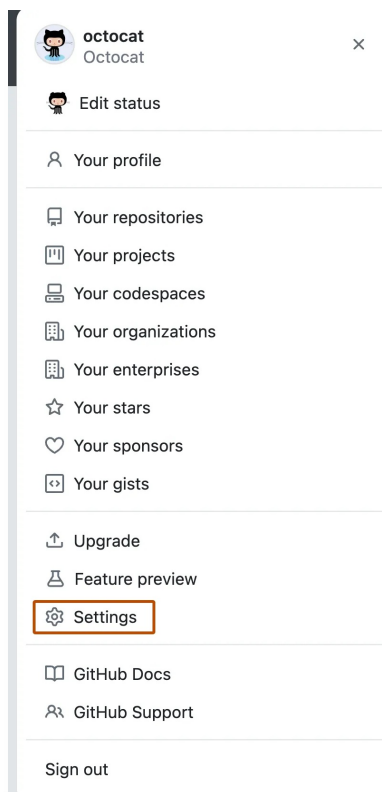 octocat
Octocat
Edit status
Your profile
Your repositories
Your projects
Your codespaces
Your organizations
Your enterprises
Your stars
Your sponsors
Your gists
Upgrade
Feature preview
Settings
GitHub Docs
GitHub Support
Sign out